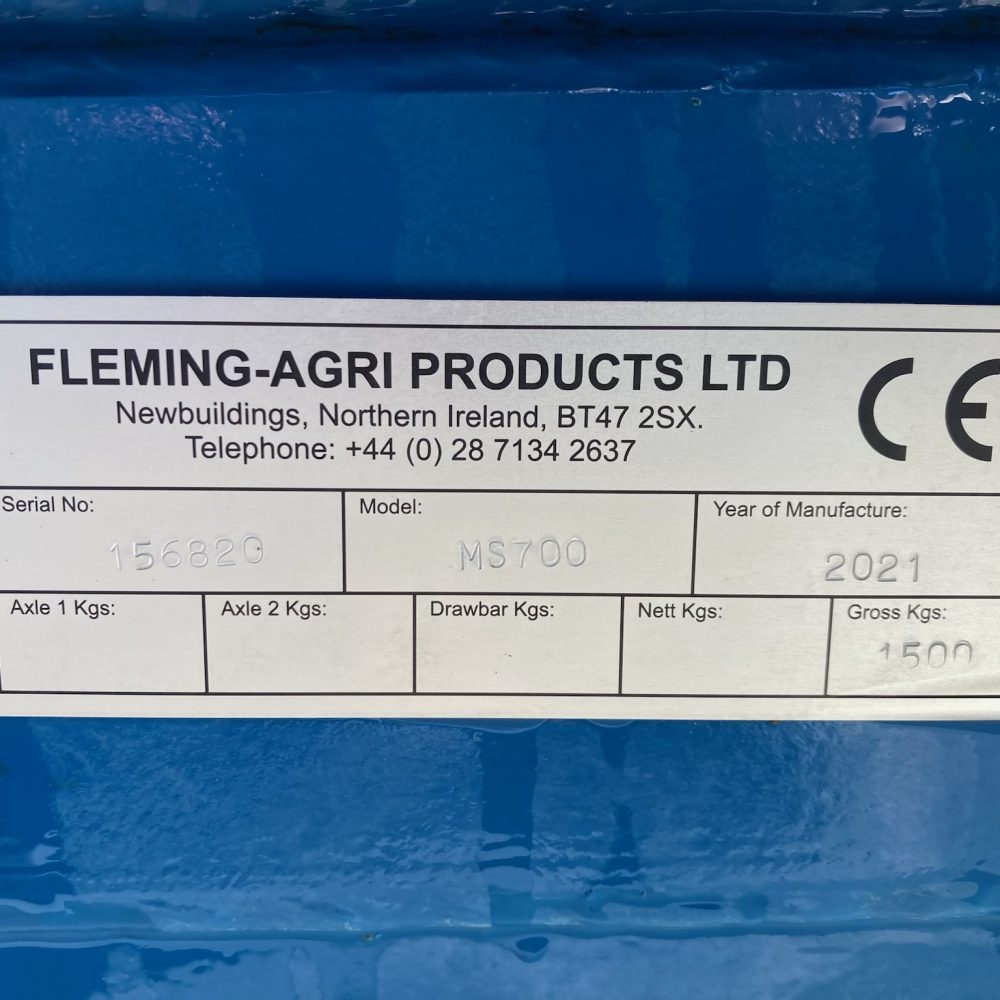 FLEMING-AGRI PRODUCTS LTD
Newbuildings, Northern Ireland, BT47 2SX.
Telephone: +44 (0) 28 7134 2637
CE
Serial No: Model: Year of Manufacture:
156820 MS700 2021
Axle 1 Kgs: Axle 2 Kgs: Drawbar Kgs: Nett Kgs: Gross Kgs:
1500